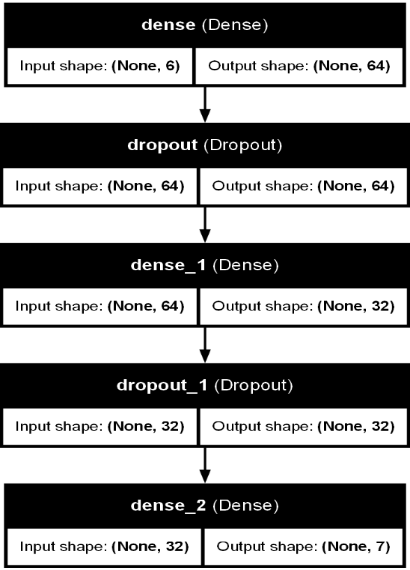 dense (Dense)
Input shape: (None, 6) Output shape: (None, 64)
dropout (Dropout)
Input shape: (None, 64) Output shape: (None, 64)
dense_1 (Dense)
Input shape: (None, 64) Output shape: (None, 32)
dropout_1 (Dropout)
Input shape: (None, 32) Output shape: (None, 32)
dense_2 (Dense)
Input shape: (None, 32) Output shape: (None, 7)